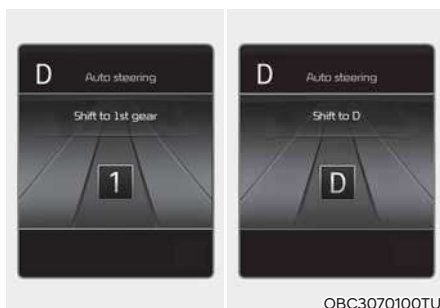 D Auto steering
Shift to 1st gear
1
D Auto steering
Shift to D
D
OBC3070100TU